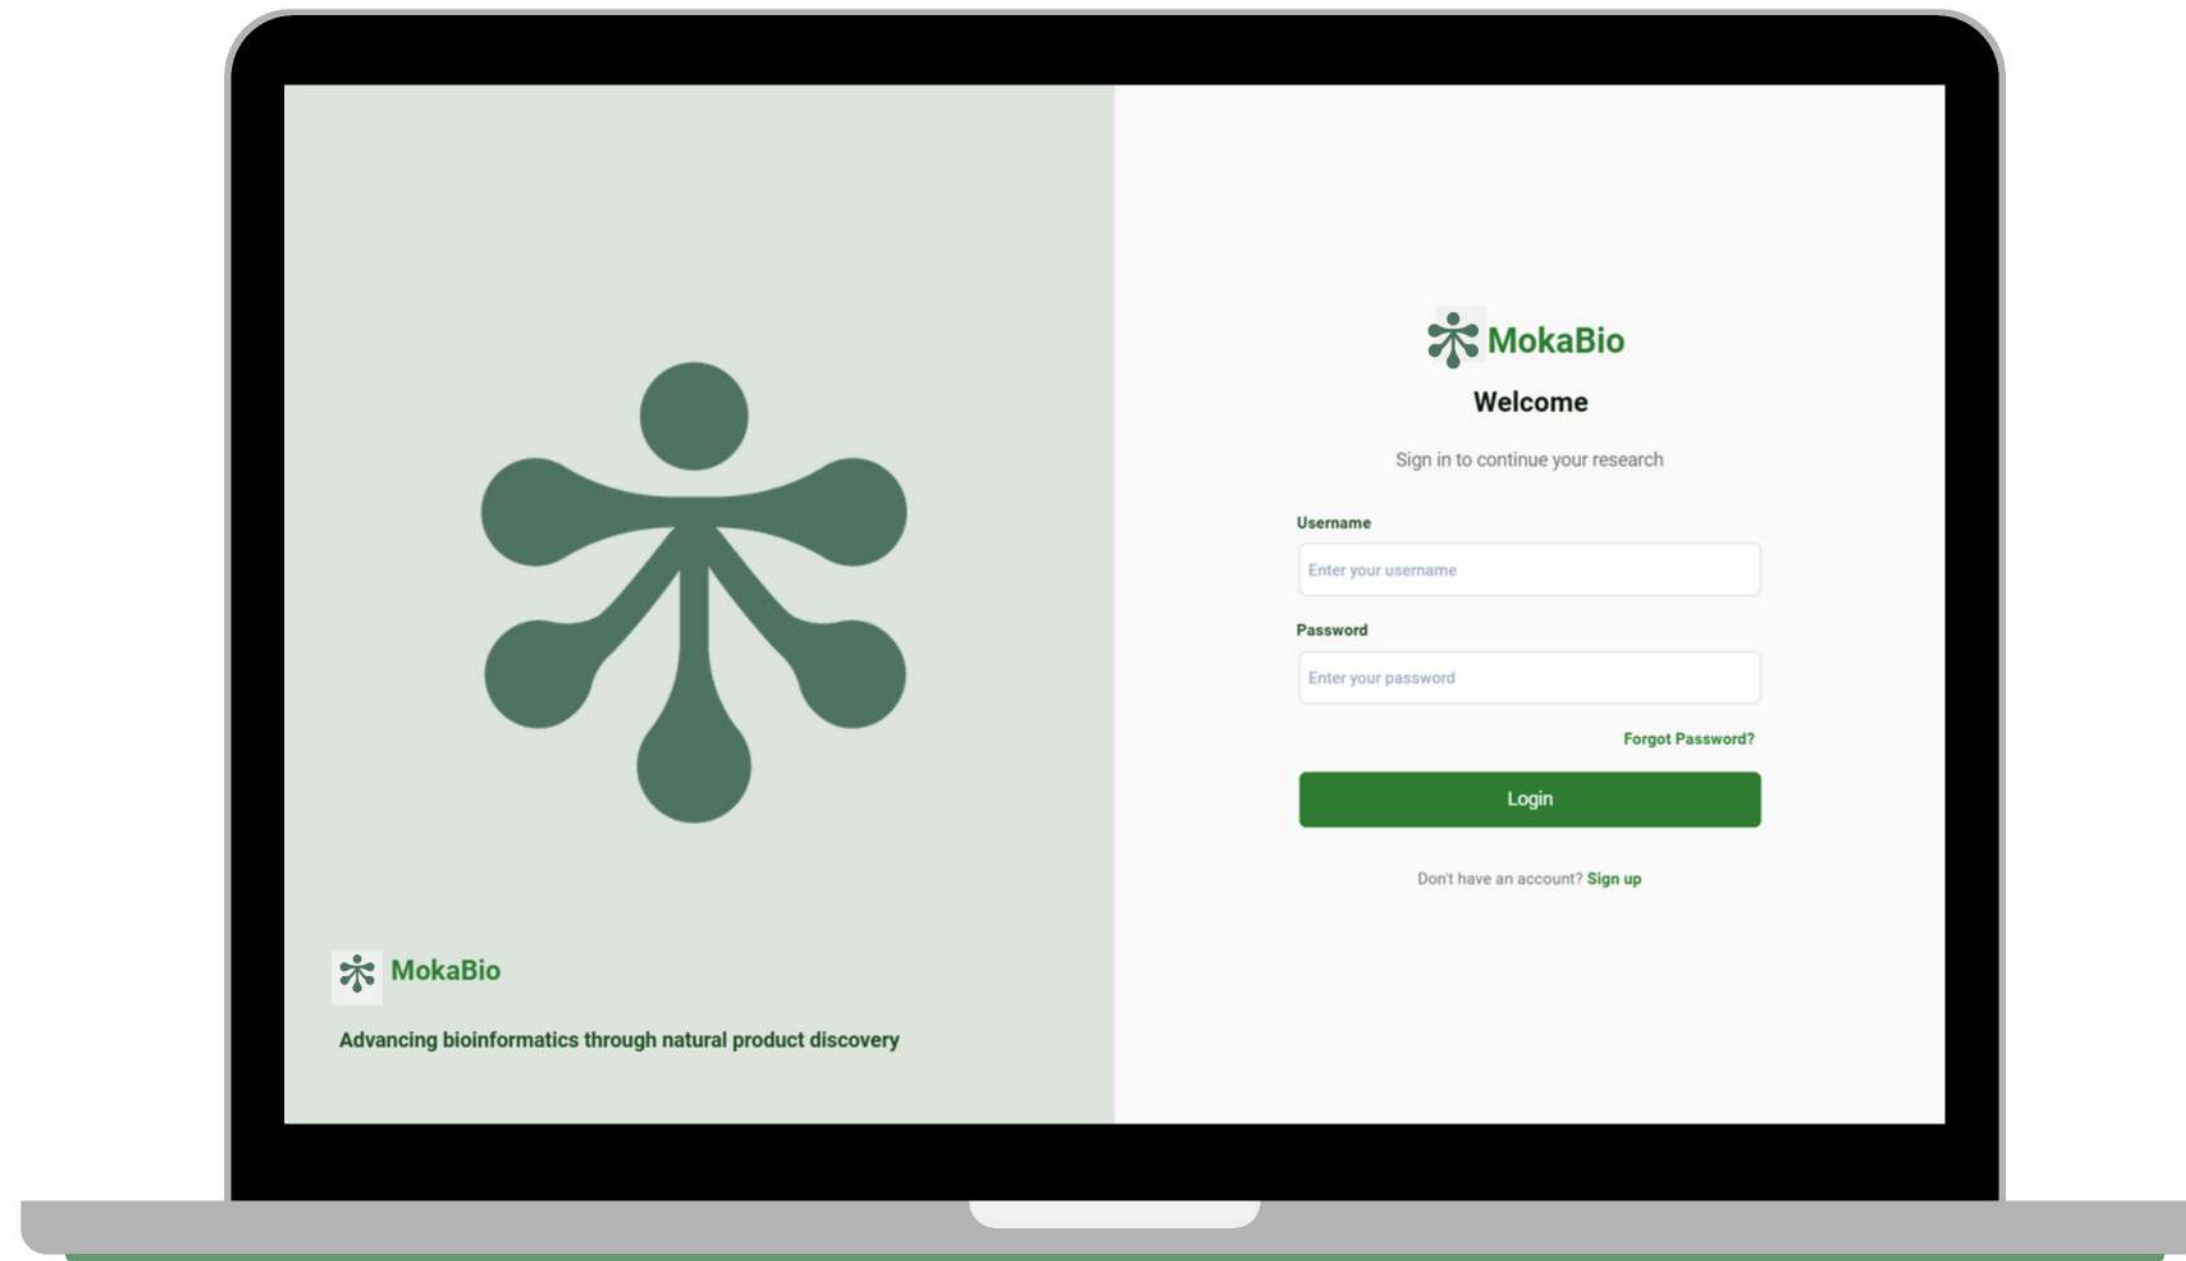 MokaBio
Advancing bioinformatics through natural product discovery
MokaBio
Welcome
Sign in to continue your research
Username
Enter your username
Password
Enter your password
Forgot Password?
Login
Don't have an account? Sign up